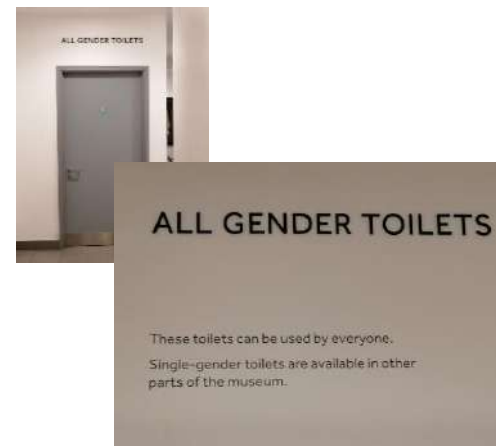 ALL GENDER TOILETS
ALL GENDER TOILETS
These toilets can be used by everyone.
Single-gender toilets are available in other
parts of the museum.